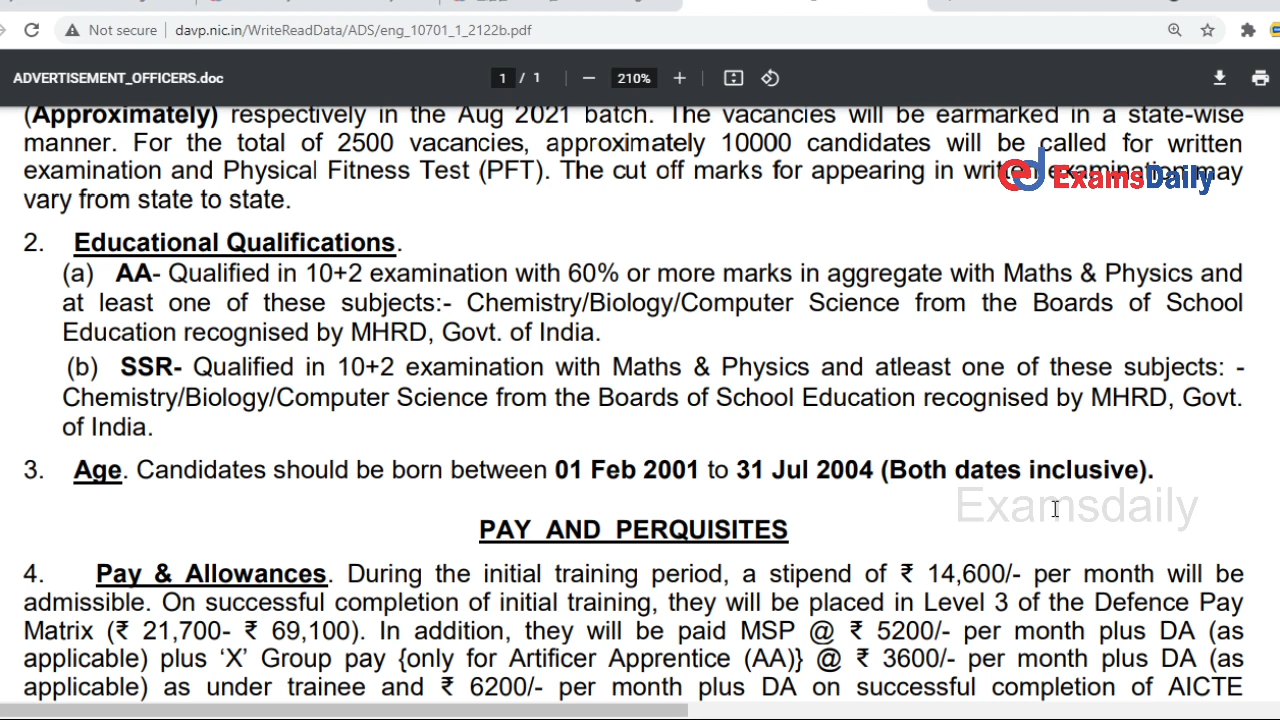 Not secure | davp.nic.in/WriteReadData/ADS/eng_10701_1_2122b.pdf
ADVERTISEMENT_OFFICERS.doc 1 / 1 — 210% +
(Approximately) respectively in the Aug 2021 batch. The vacancies will be earmarked in a state-wise
manner. For the total of 2500 vacancies, approximately 10000 candidates will be called for written
examination and Physical Fitness Test (PFT). The cut off marks for appearing in written examination may
ed ExamsDaily
vary from state to state.
2. Educational Qualifications.
(a) AA- Qualified in 10+2 examination with 60% or more marks in aggregate with Maths & Physics and
at least one of these subjects:- Chemistry/Biology/Computer Science from the Boards of School
Education recognised by MHRD, Govt. of India.
(b) SSR- Qualified in 10+2 examination with Maths & Physics and atleast one of these subjects: -
Chemistry/Biology/Computer Science from the Boards of School Education recognised by MHRD, Govt.
of India.
3. Age. Candidates should be born between 01 Feb 2001 to 31 Jul 2004 (Both dates inclusive).
Examsdaily
PAY AND PERQUISITES
4. Pay & Allowances. During the initial training period, a stipend of ₹ 14,600/- per month will be
admissible. On successful completion of initial training, they will be placed in Level 3 of the Defence Pay
Matrix (₹ 21,700- ₹ 69,100). In addition, they will be paid MSP @ ₹ 5200/- per month plus DA (as
applicable) plus ‘X’ Group pay {only for Artificer Apprentice (AA)} @ ₹ 3600/- per month plus DA (as
applicable) as under trainee and ₹ 6200/- per month plus DA on successful completion of AICTE